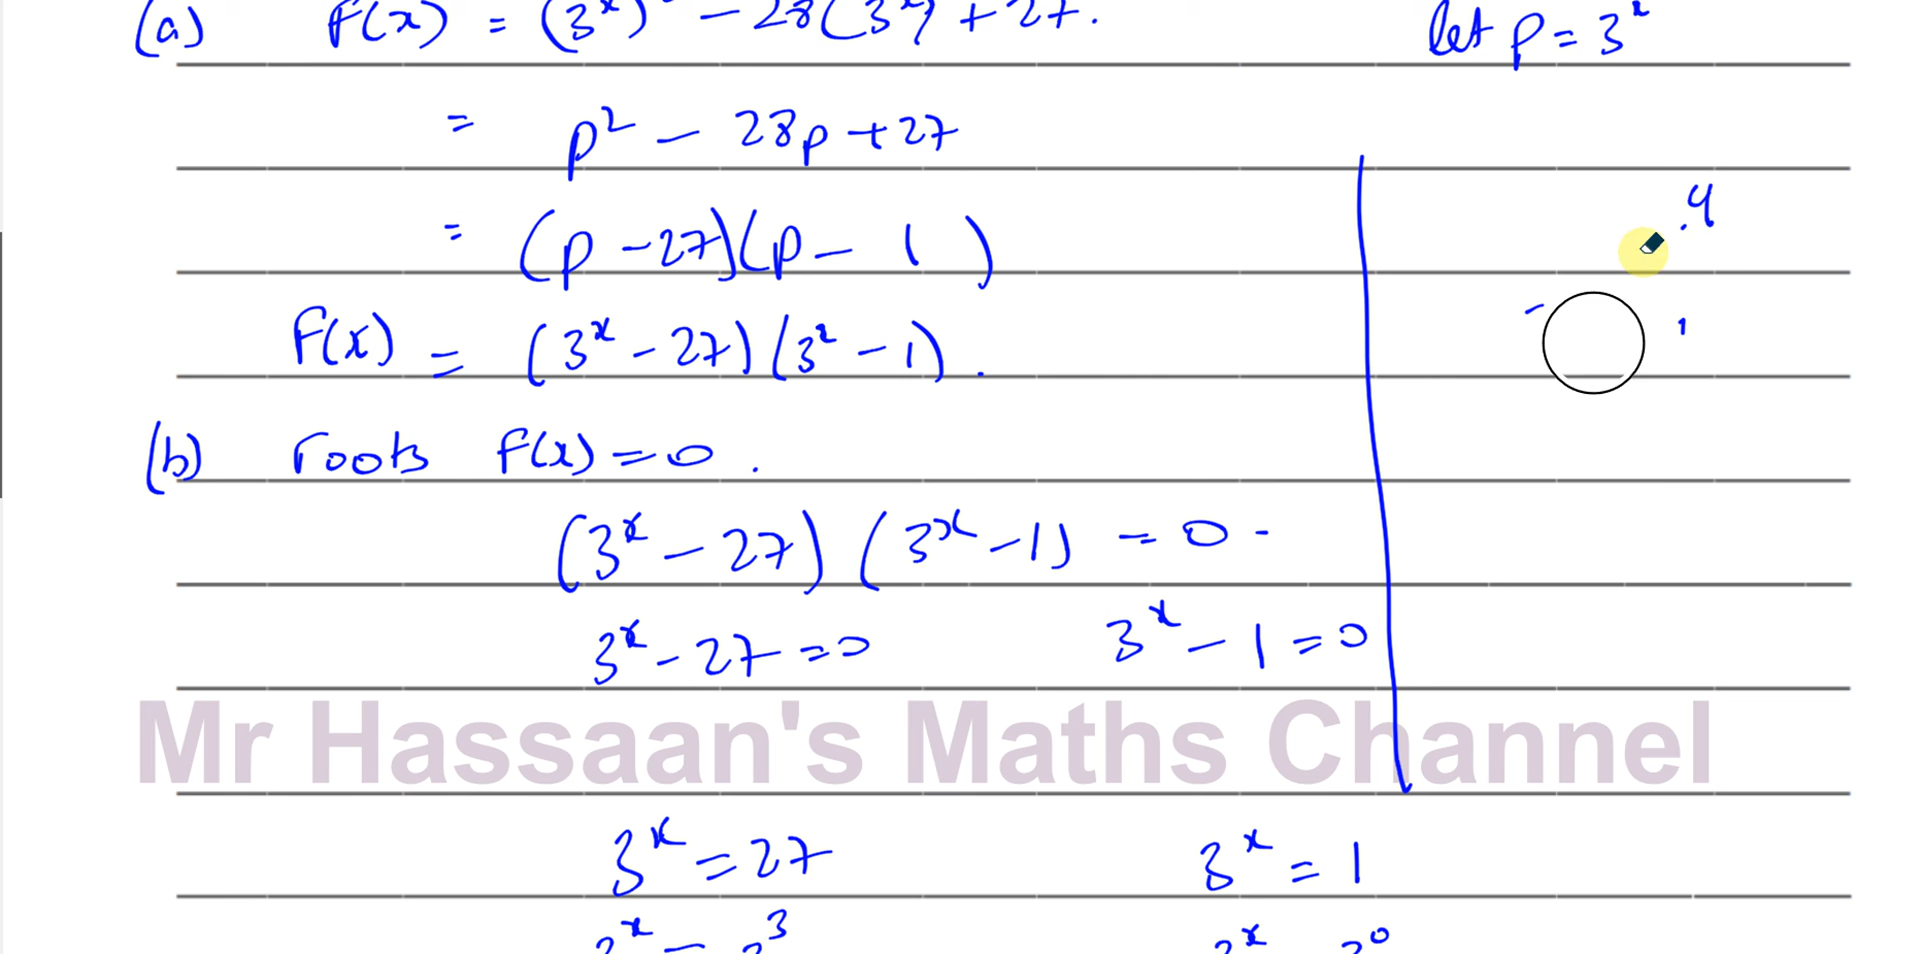 (a) f(x) = (3^x)² - 28(3^x) + 27. let p = 3^x
= p² - 28p + 27
= (p - 27)(p - 1)
.4
f(x) = (3^x - 27)(3^x - 1).
(b) roots f(x) = 0.
(3^x - 27)(3^x - 1) = 0
3^x - 27 = 0 3^x - 1 = 0
Mr Hassaan's Maths Channel
3^x = 27 3^x = 1
3^x = 3^3 3^x = 3^0